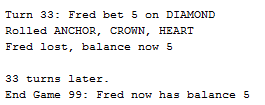 Turn 33: Fred bet 5 on DIAMOND
Rolled ANCHOR, CROWN, HEART
Fred lost, balance now 5
33 turns later.
End Game 99: Fred now has balance 5